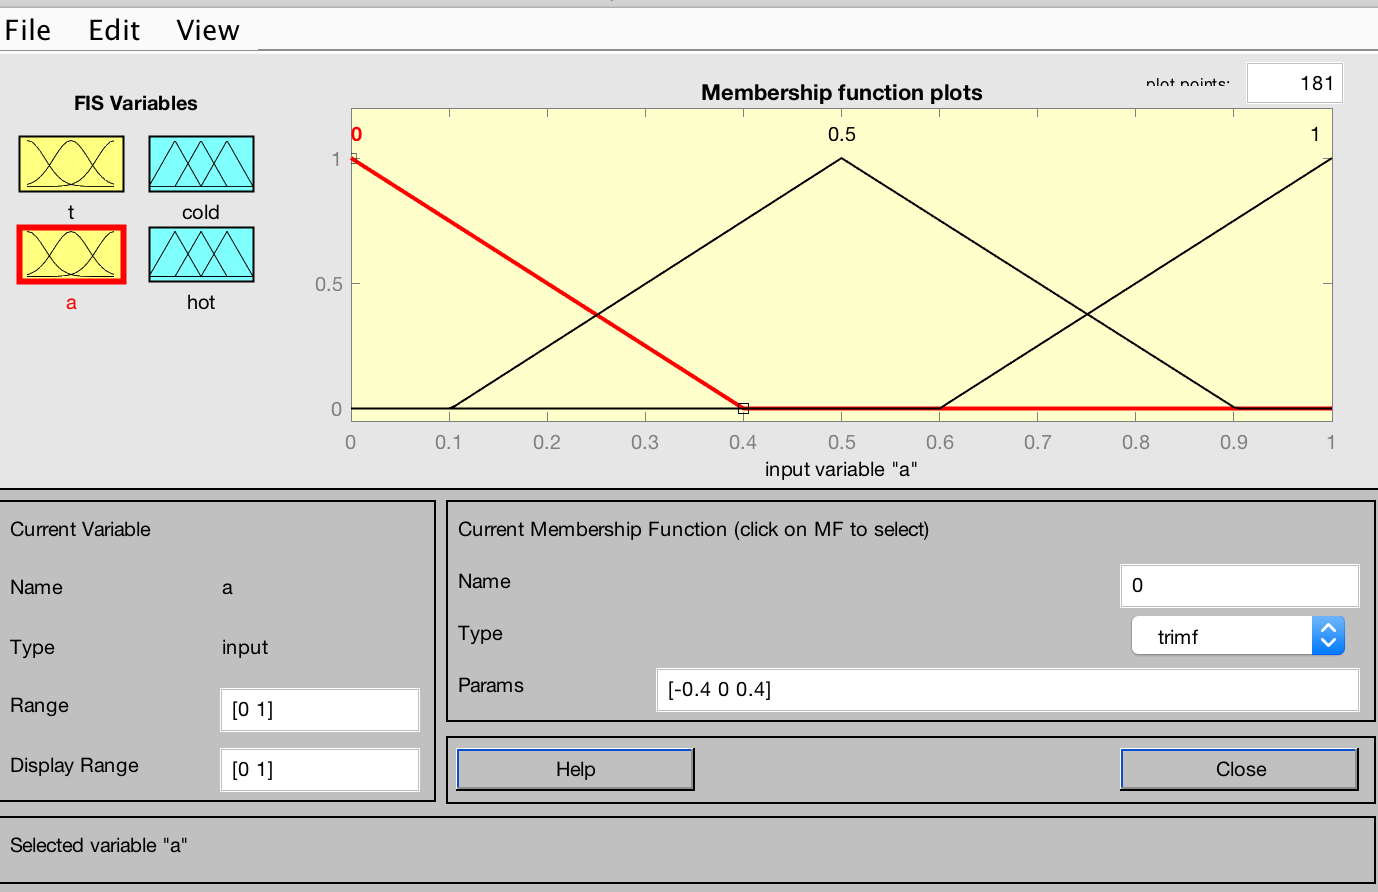 File Edit View
FIS Variables
t
cold
a
hot
Membership function plots
plot points:
181
0
0.5
1
1
0.5
0
0 0.1 0.2 0.3 0.4 0.5 0.6 0.7 0.8 0.9 1
input variable "a"
Current Variable
Name a
Type input
Range [0 1]
Display Range [0 1]
Current Membership Function (click on MF to select)
Name 0
Type trimf
Params [-0.4 0 0.4]
Help Close
Selected variable "a"